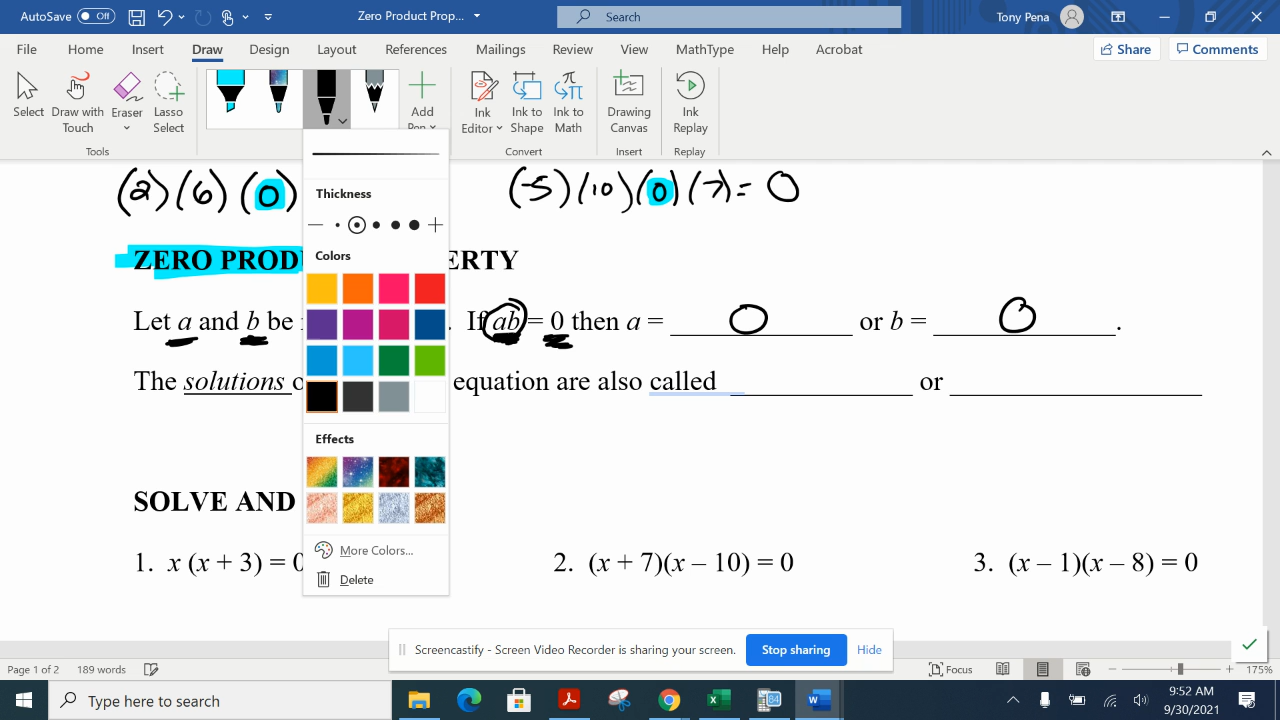 AutoSave Off Zero Product Prop... Search Tony Pena
File Home Insert Draw Design Layout References Mailings Review View MathType Help Acrobat Share Comments
Select Draw with Touch Eraser Lasso Select Add Pen Ink Editor Ink to Shape Ink to Math Drawing Canvas Ink Replay
Tools Convert Insert Replay
(2)(6)(0) (-5)(10)(0)(7)= 0
Thickness
ZERO PROD ERTY
Colors
Let a and b be . If ab = 0 then a = 0 or b = 0.
The solutions o equation are also called ____________ or ____________
Effects
SOLVE AND
More Colors...
1. x (x + 3) = 0 2. (x + 7)(x – 10) = 0 3. (x – 1)(x – 8) = 0
Delete
Screencastify - Screen Video Recorder is sharing your screen. Stop sharing Hide
Page 1 of 2 189 words Focus 175%
Type here to search 9:52 AM
9/30/2021